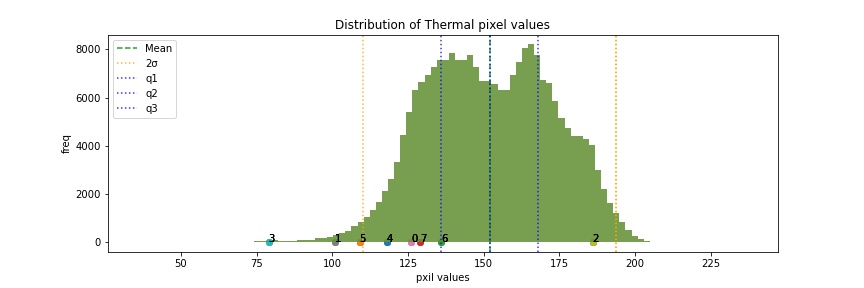 Distribution of Thermal pixel values
Mean
2σ
q1
q2
q3
freq
8000
6000
4000
2000
0
3 1 5 4 0 7 6 2
50 75 100 125 150 175 200 225
pxil values